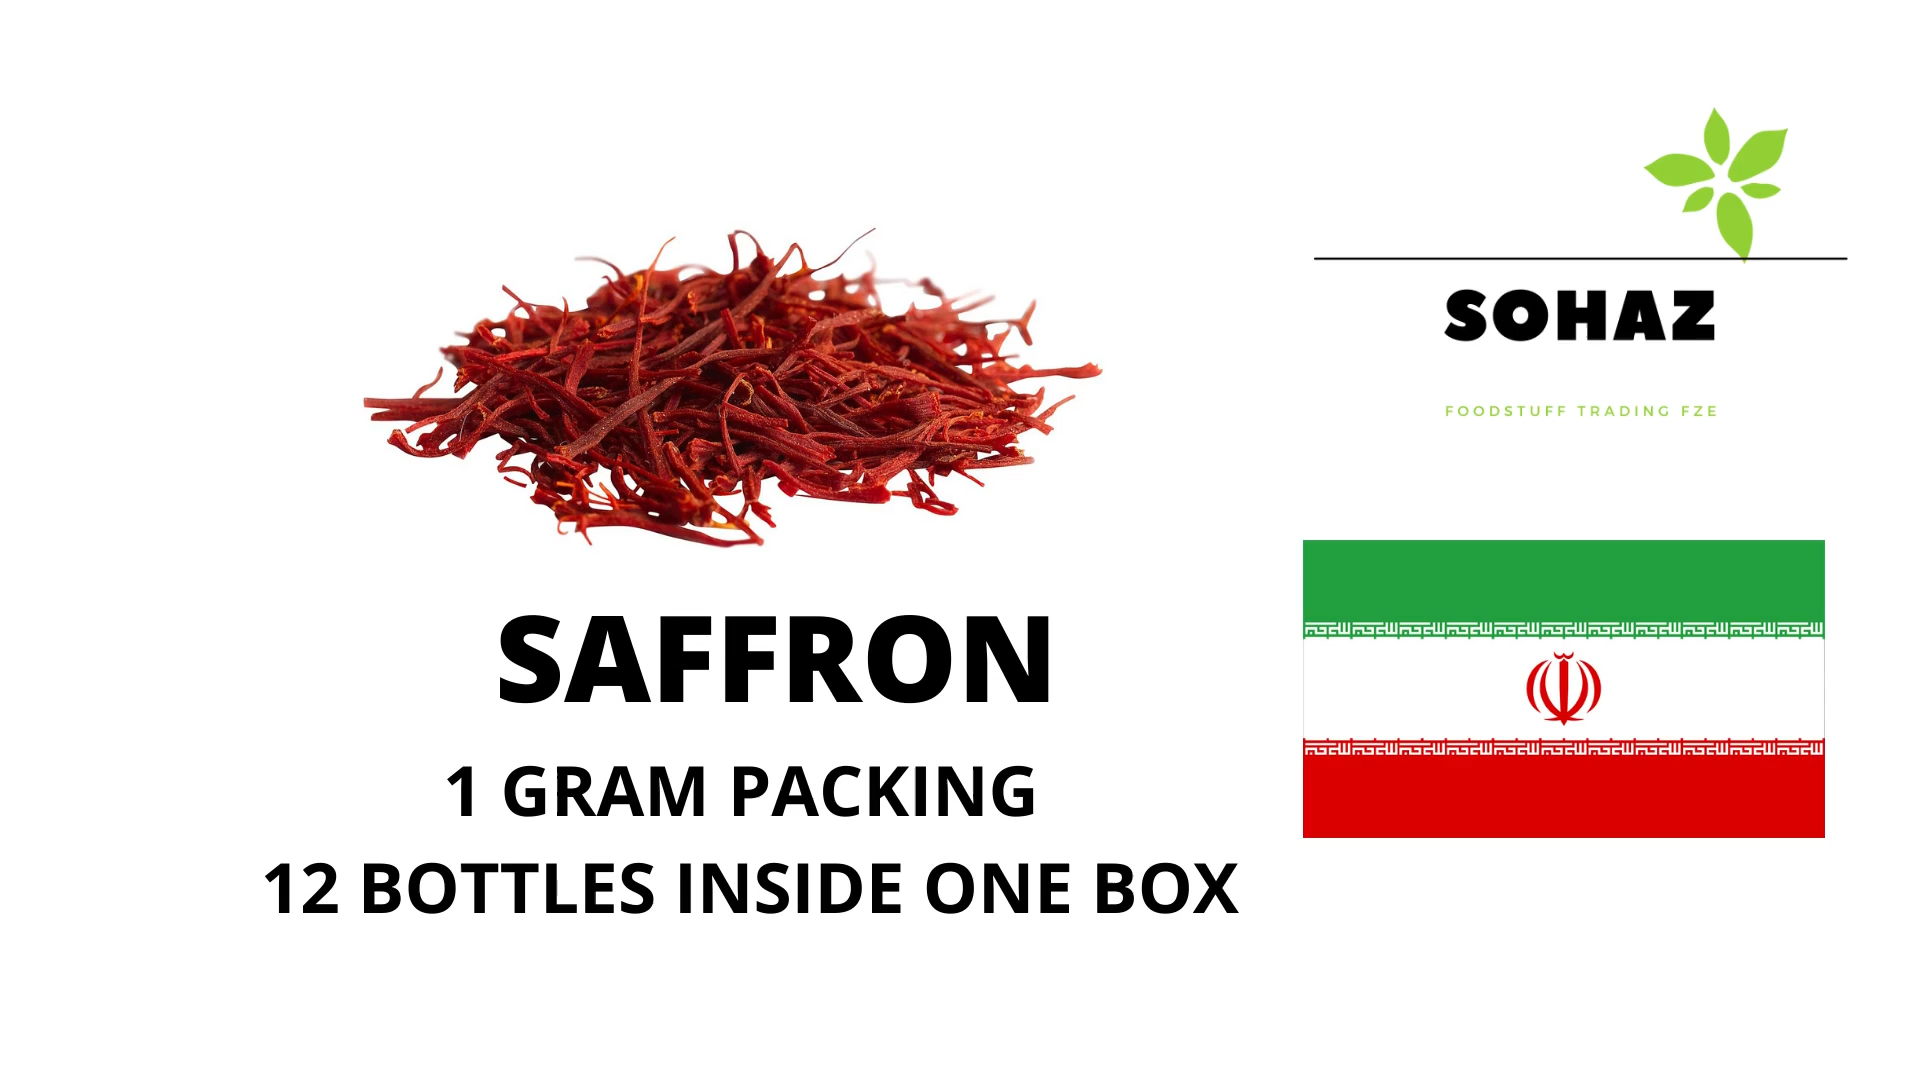 SOHAZ
FOODSTUFF TRADING FZE
SAFFRON
1 GRAM PACKING
12 BOTTLES INSIDE ONE BOX